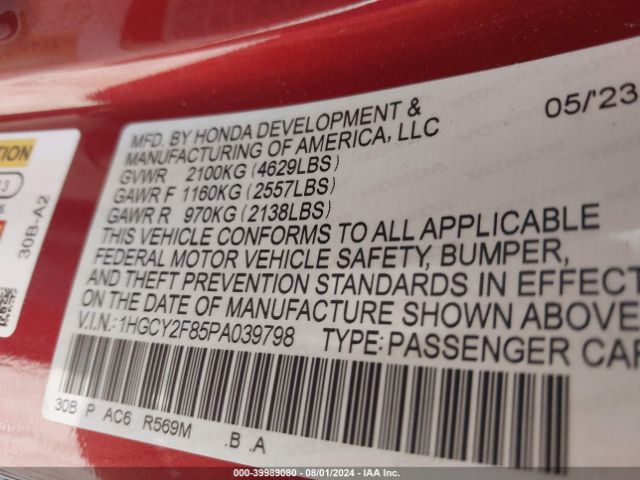 MFD. BY HONDA DEVELOPMENT & 05/'23
MANUFACTURING OF AMERICA, LLC
GVWR 2100KG (4629LBS)
GAWR F 1160KG (2557LBS)
GAWR R 970KG (2138LBS)
THIS VEHICLE CONFORMS TO ALL APPLICABLE
FEDERAL MOTOR VEHICLE SAFETY, BUMPER,
AND THEFT PREVENTION STANDARDS IN EFFECT
ON THE DATE OF MANUFACTURE SHOWN ABOVE
V.I.N.: 1HGCY2F85PA039798 TYPE: PASSENGER CAR
30B P AC6 R569M .B .A
TION
30B-A2
000-39989080 - 08/01/2024 - IAA Inc.